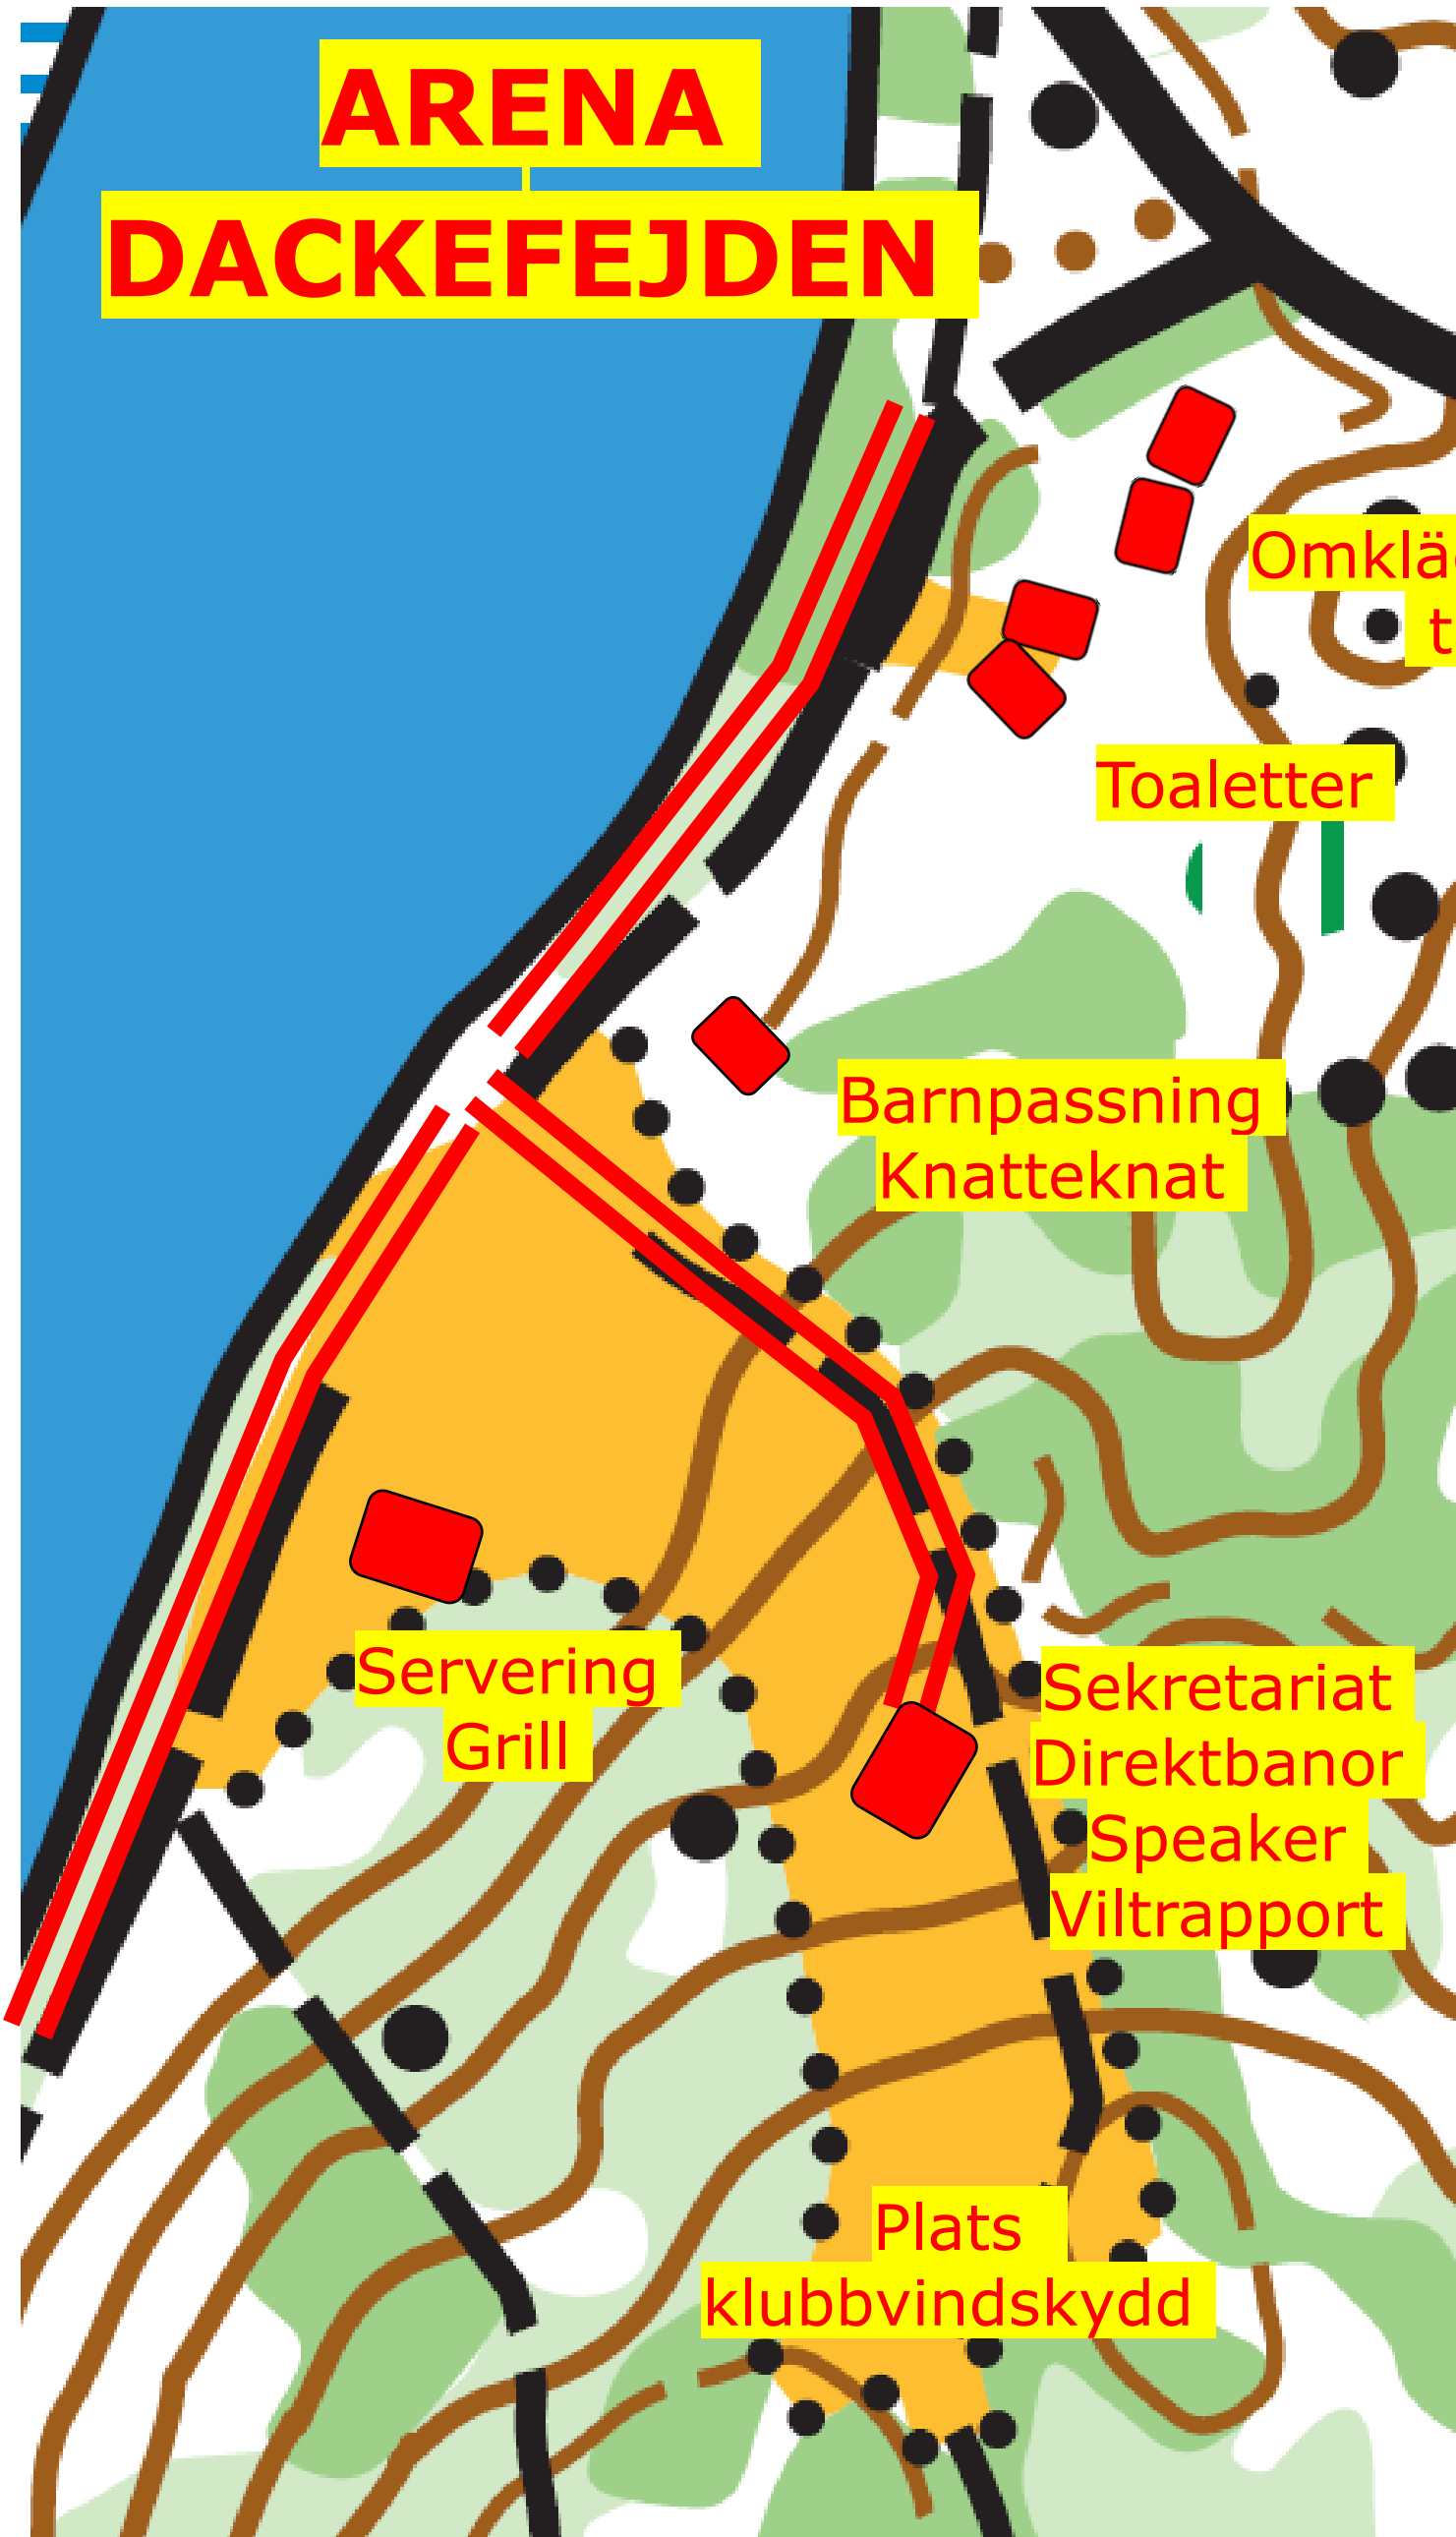 ARENA
DACKEFEJDEN
Toaletter
Barnpassning
Knatteknat
Servering
Grill
Sekretariat
Direktbanor
Speaker
Viltrapport
Plats
klubbvindskydd